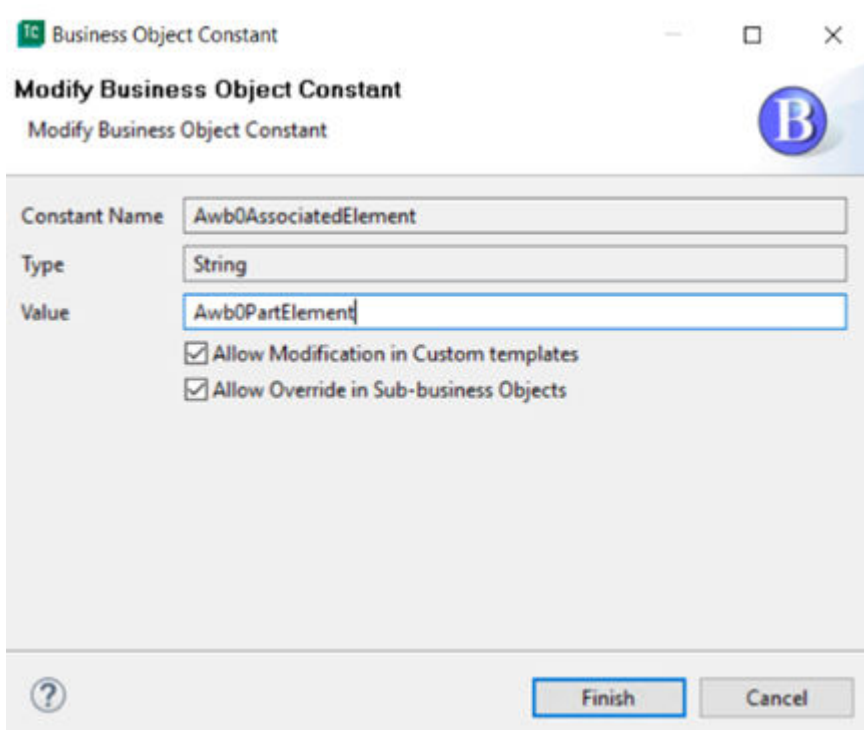 TC Business Object Constant
Modify Business Object Constant
Modify Business Object Constant
B
Constant Name Awb0AssociatedElement
Type String
Value Awb0PartElement
Allow Modification in Custom templates
Allow Override in Sub-business Objects
? Finish Cancel